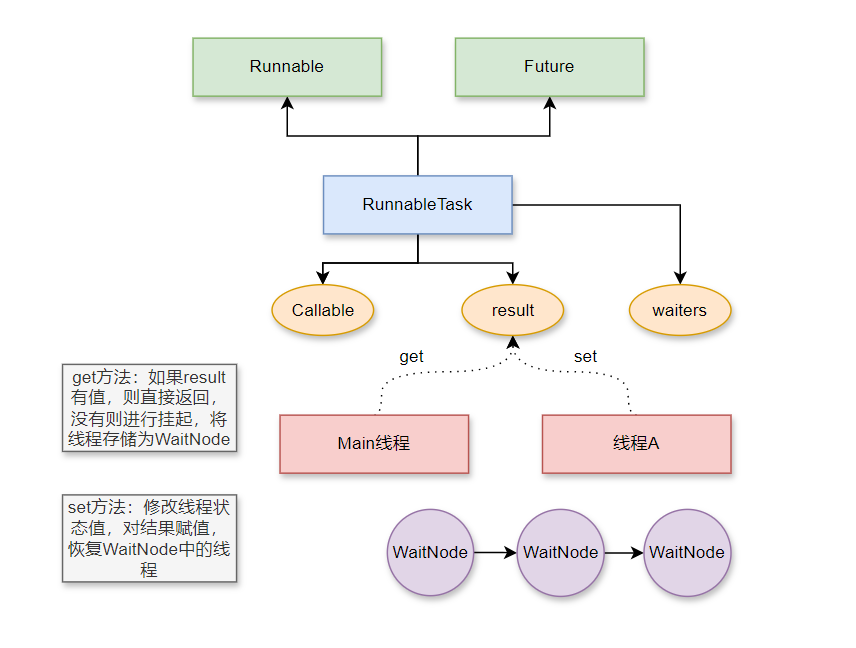 Runnable
Future
RunnableTask
Callable
result
waiters
get
set
get方法：如果result
有值，则直接返回，
没有则进行挂起，将
线程存储为WaitNode
Main线程
线程A
set方法：修改线程状
态值，对结果赋值，
恢复WaitNode中的线
程
WaitNode
WaitNode
WaitNode